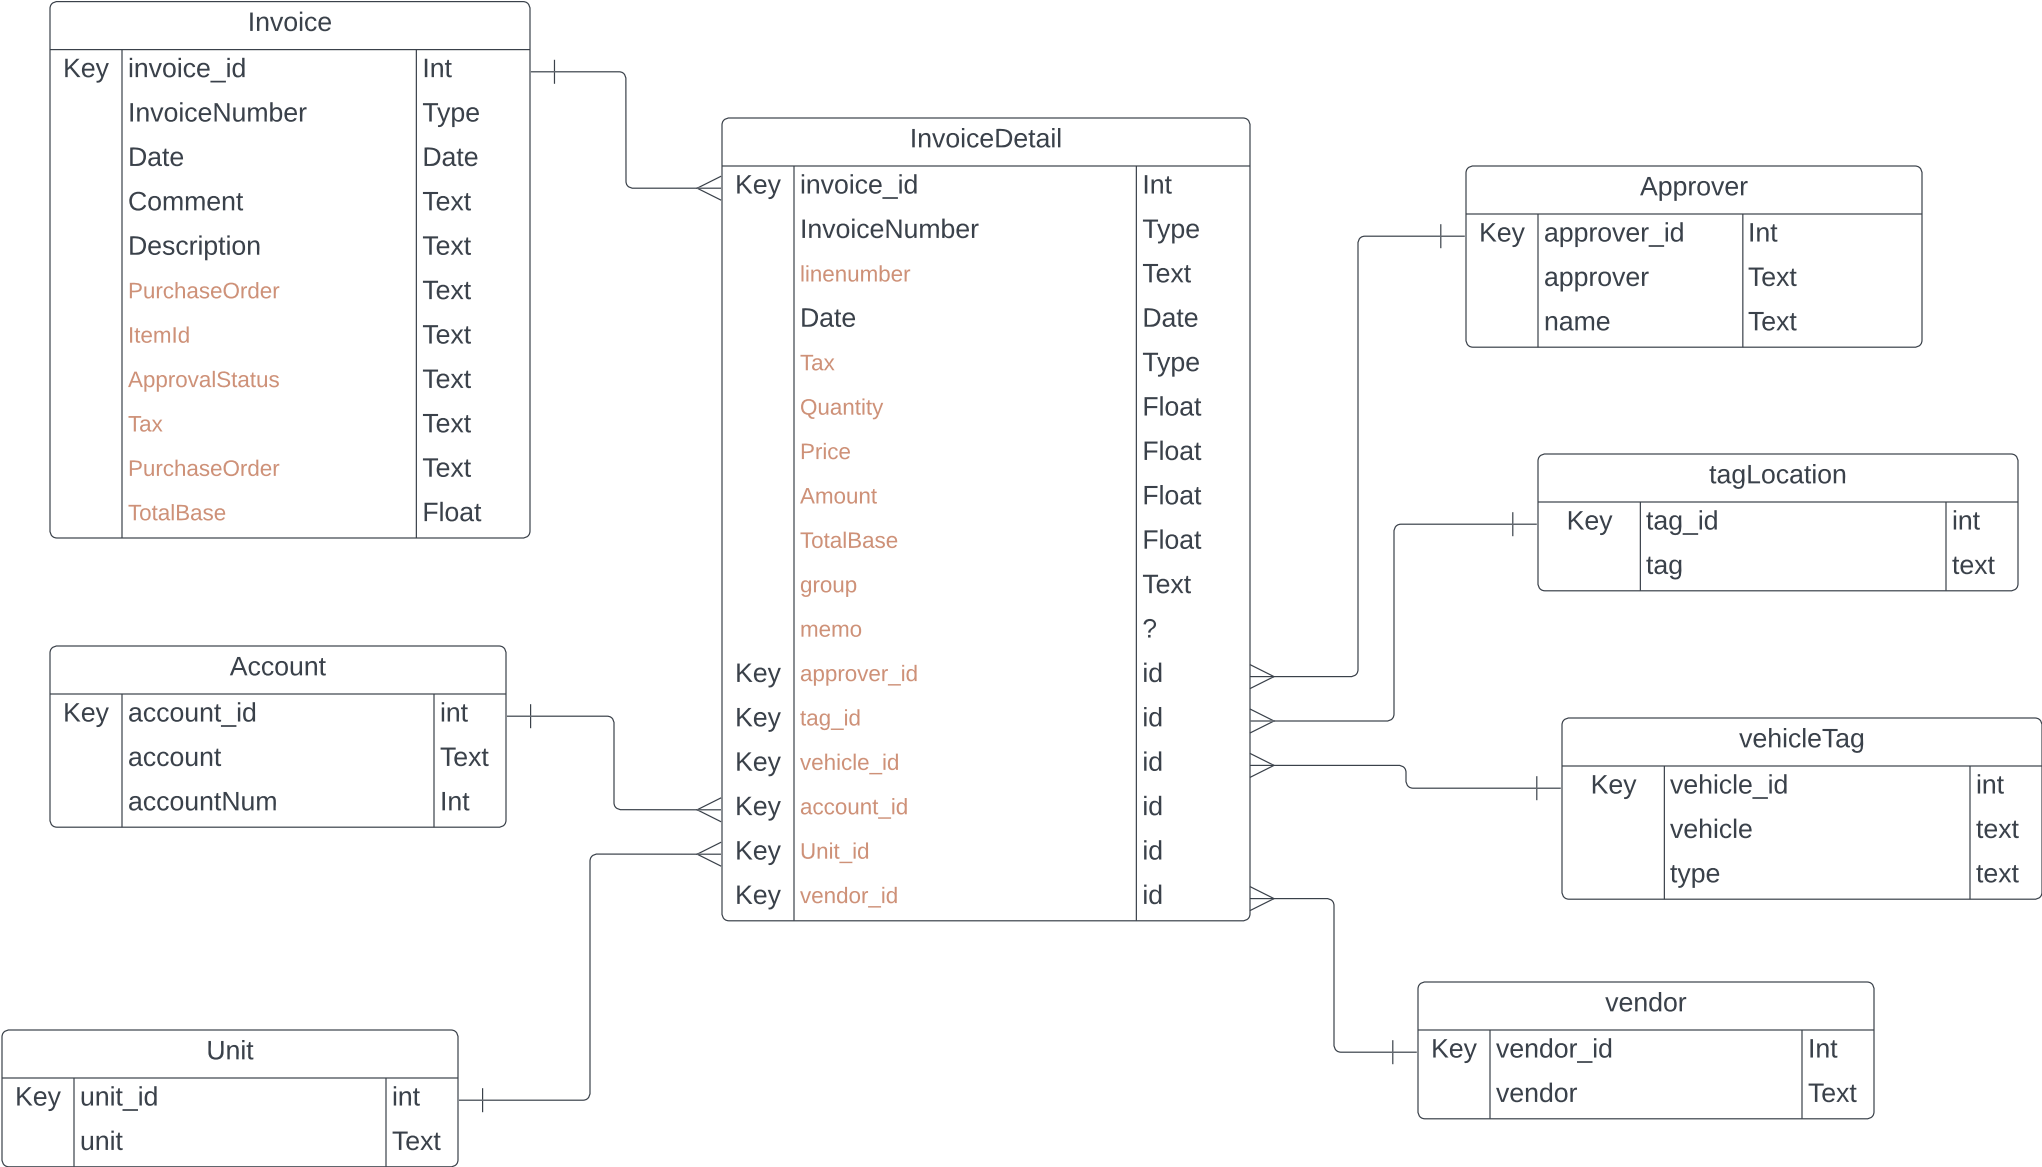 Invoice
Key invoice_id Int
InvoiceNumber Type
Date Date
Comment Text
Description Text
PurchaseOrder Text
ItemId Text
ApprovalStatus Text
Tax Text
PurchaseOrder Text
TotalBase Float
Account
Key account_id int
account Text
accountNum Int
Unit
Key unit_id int
unit Text
InvoiceDetail
Key invoice_id Int
InvoiceNumber Type
linenumber Text
Date Date
Tax Type
Quantity Float
Price Float
Amount Float
TotalBase Float
group Text
memo ?
Key approver_id id
Key tag_id id
Key vehicle_id id
Key account_id id
Key Unit_id id
Key vendor_id id
Approver
Key approver_id Int
approver Text
name Text
tagLocation
Key tag_id int
tag text
vehicleTag
Key vehicle_id int
vehicle text
type text
vendor
Key vendor_id Int
vendor Text